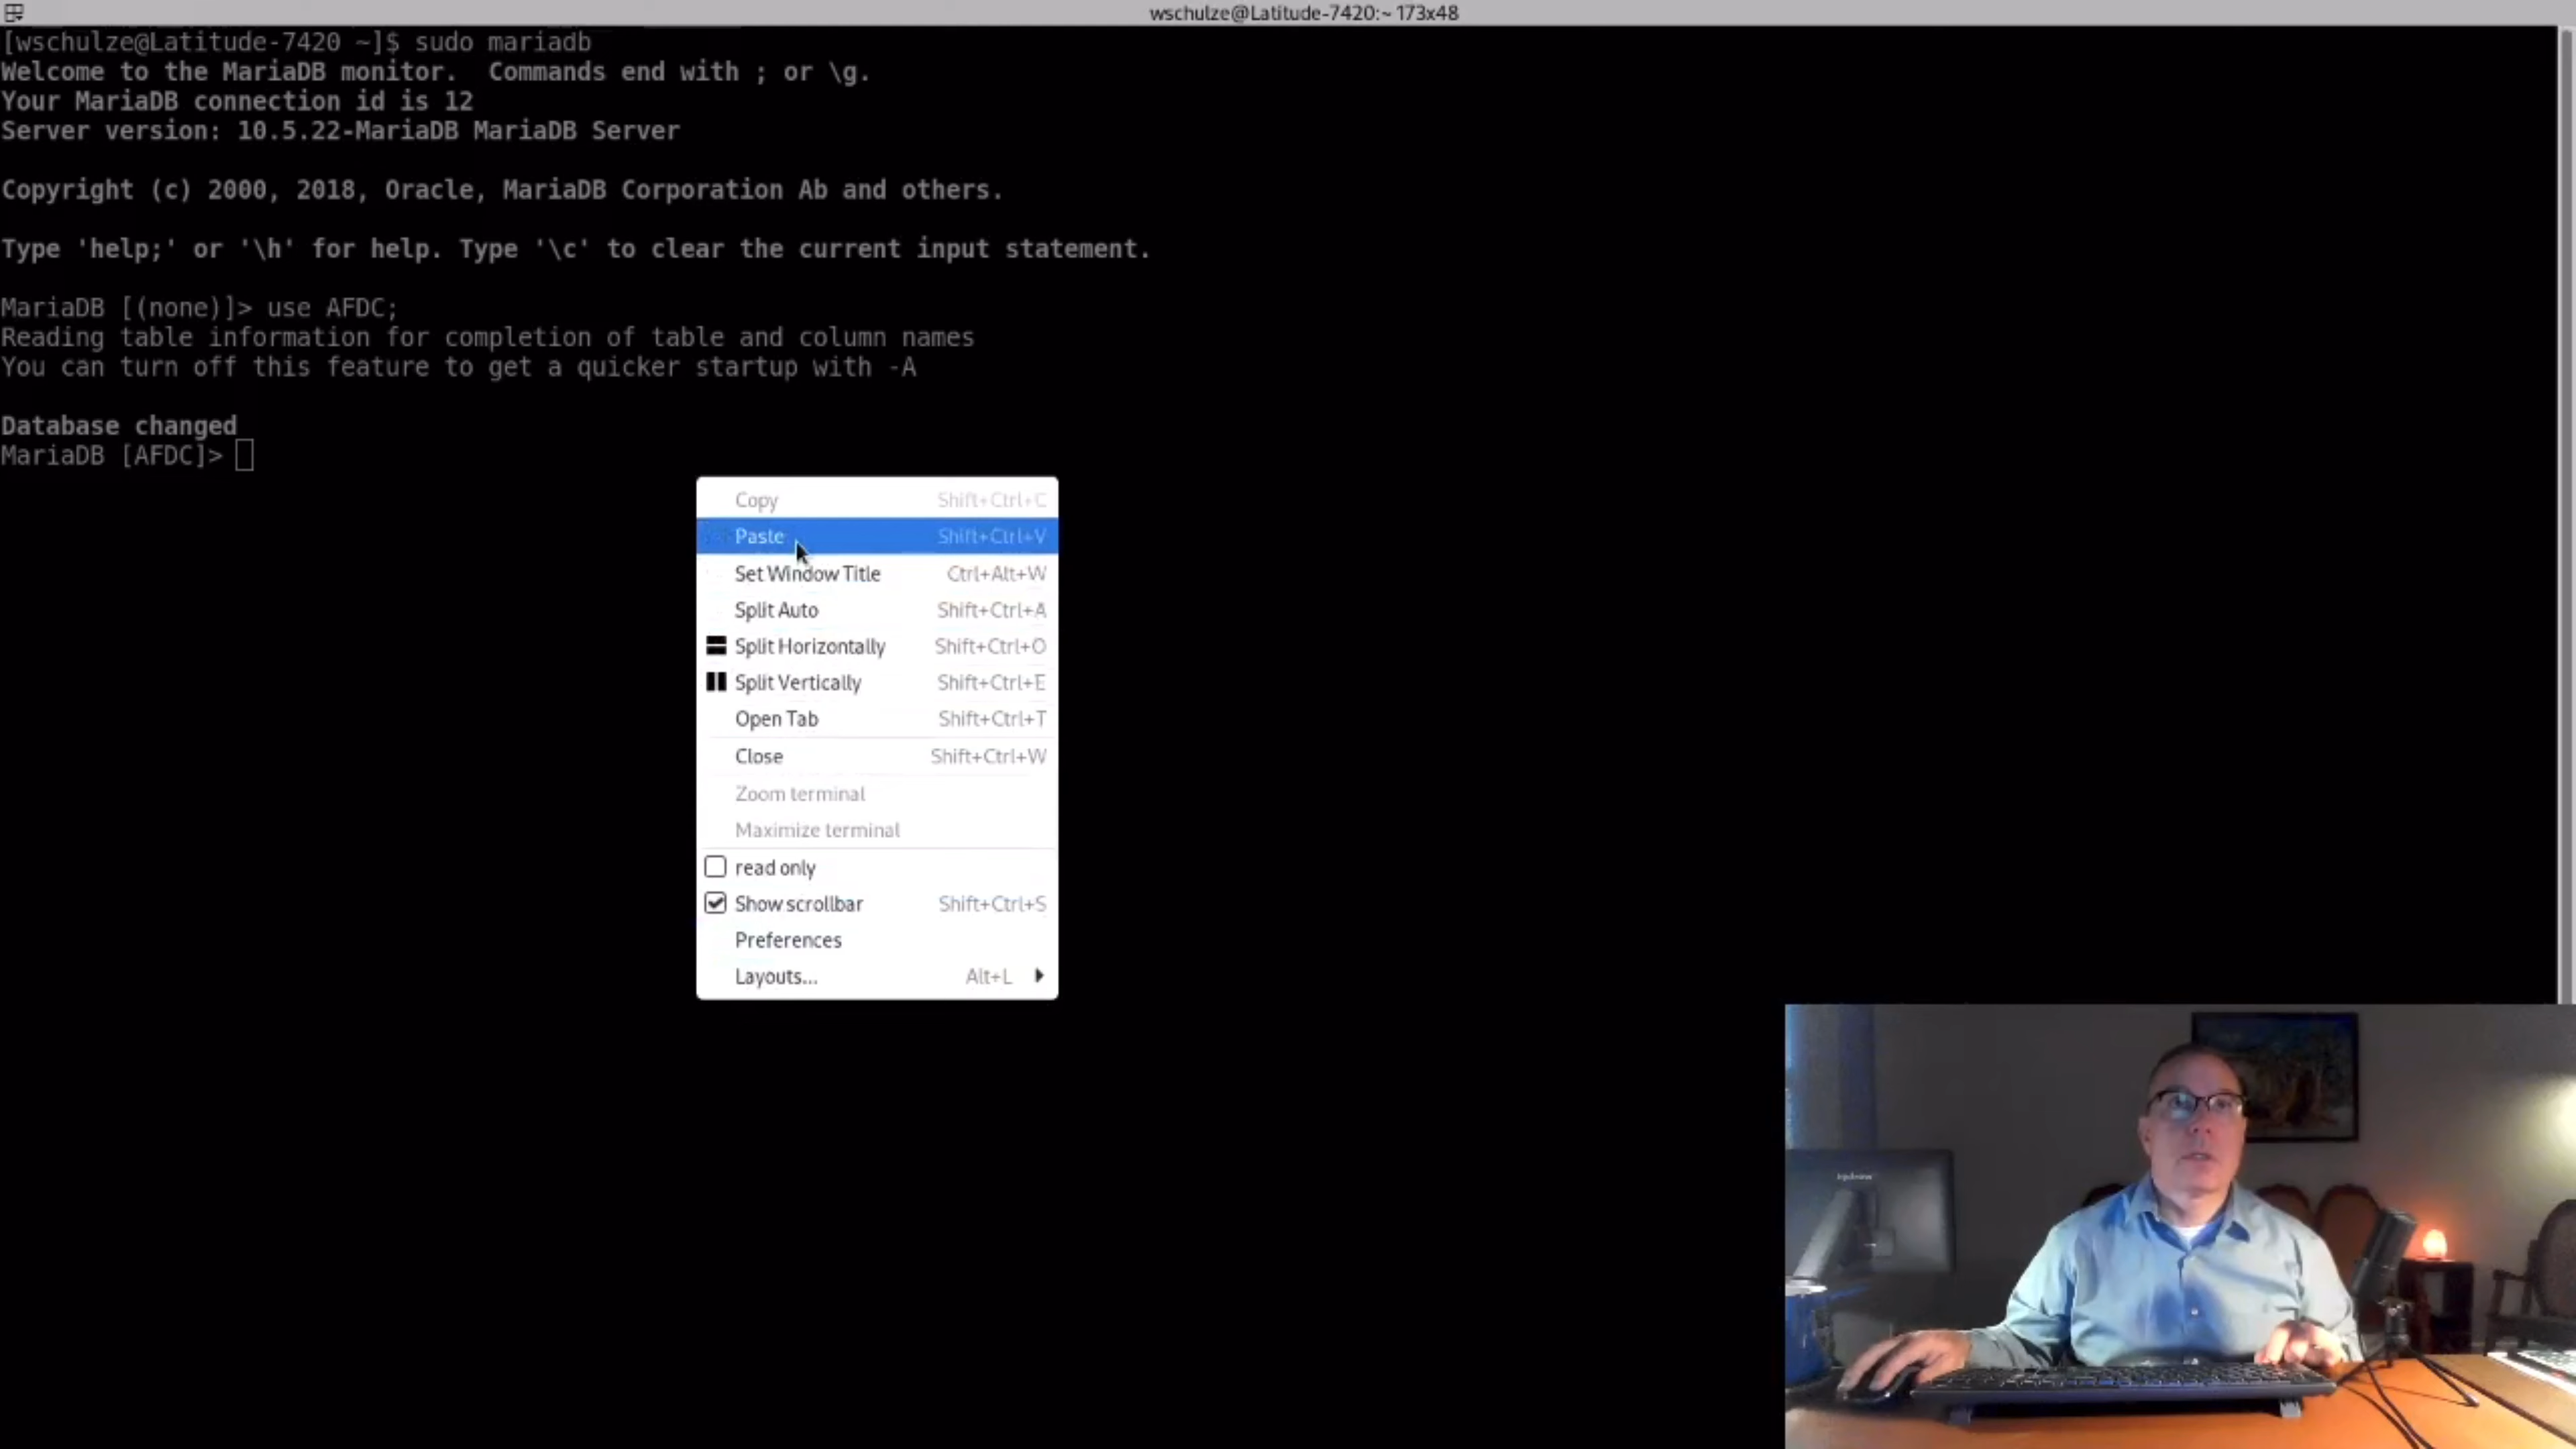 wschulze@Latitude-7420:~ 173x48
[wschulze@Latitude-7420 ~]$ sudo mariadb
Welcome to the MariaDB monitor.  Commands end with ; or \g.
Your MariaDB connection id is 12
Server version: 10.5.22-MariaDB MariaDB Server
Copyright (c) 2000, 2018, Oracle, MariaDB Corporation Ab and others.
Type 'help;' or '\h' for help. Type '\c' to clear the current input statement.
MariaDB [(none)]> use AFDC;
Reading table information for completion of table and column names
You can turn off this feature to get a quicker startup with -A
Database changed
MariaDB [AFDC]>
Copy Shift+Ctrl+C
Paste Shift+Ctrl+V
Set Window Title Ctrl+Alt+W
Split Auto Shift+Ctrl+A
Split Horizontally Shift+Ctrl+O
Split Vertically Shift+Ctrl+E
Open Tab Shift+Ctrl+T
Close Shift+Ctrl+W
Zoom terminal
Maximize terminal
read only
Show scrollbar Shift+Ctrl+S
Preferences
Layouts... Alt+L